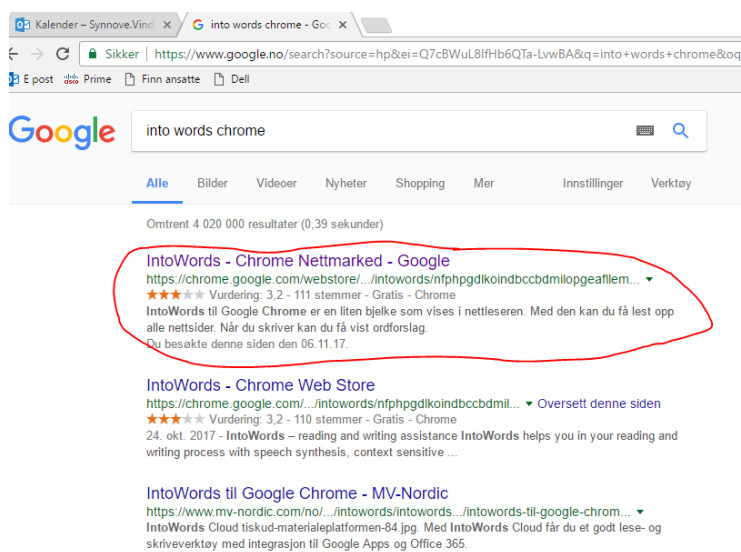 Kalender – Synnove.Vind
into words chrome - Goo
Sikker | https://www.google.no/search?source=hp&ei=Q7cBWuL8IfHb6QTa-LvwBA&q=into+words+chrome&oq
E post Prime Finn ansatte Dell
Google into words chrome
Alle Bilder Videoer Nyheter Shopping Mer Innstillinger Verktøy
Omtrent 4 020 000 resultater (0,39 sekunder)
IntoWords - Chrome Nettmarked - Google
https://chrome.google.com/webstore/.../intowords/nfphpgdlkoindbccbdmilopgeafllem...
Vurdering: 3,2 - 111 stemmer - Gratis - Chrome
IntoWords til Google Chrome er en liten bjelke som vises i nettleseren. Med den kan du få lest opp
alle nettsider. Når du skriver kan du få vist ordforslag.
Du besøkte denne siden den 06.11.17.
IntoWords - Chrome Web Store
https://chrome.google.com/.../intowords/nfphpgdlkoindbccbdmil... Oversett denne siden
Vurdering: 3,2 - 110 stemmer - Gratis - Chrome
24. okt. 2017 - IntoWords – reading and writing assistance IntoWords helps you in your reading and
writing process with speech synthesis, context sensitive ...
IntoWords til Google Chrome - MV-Nordic
https://www.mv-nordic.com/no/.../intowords/intowords.../intowords-til-google-chrom...
IntoWords Cloud tiskud-materialeplatformen-84.jpg. Med IntoWords Cloud får du et godt lese- og
skriveverktøy med integrasjon til Google Apps og Office 365.